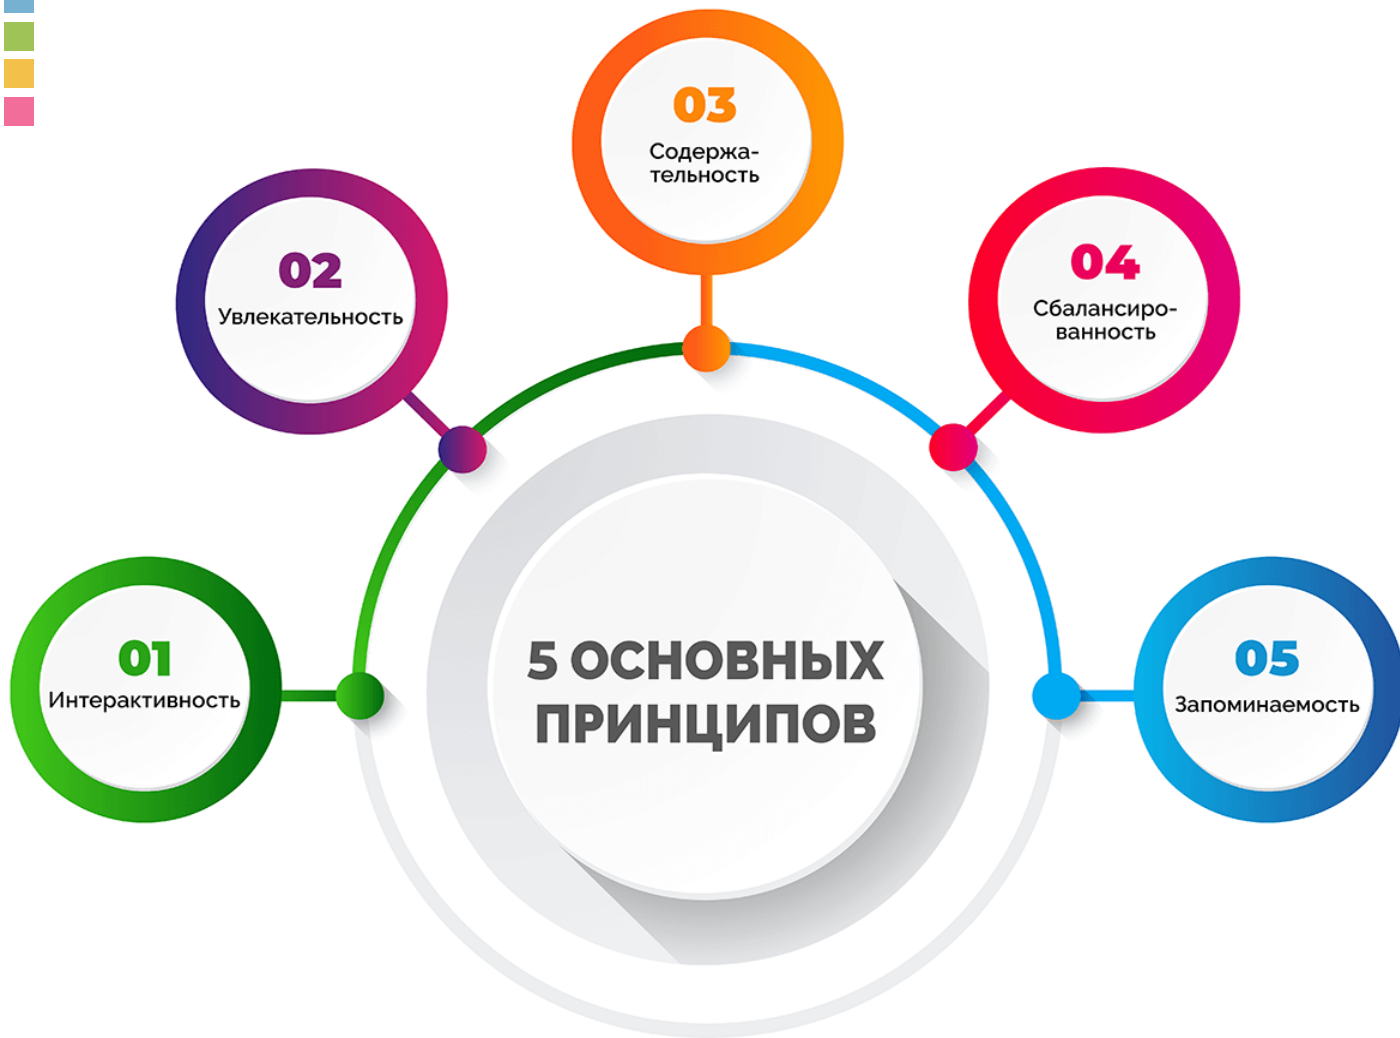 03
Содержа-
тельность
02
Увлекательность
04
Сбалансиро-
ванность
01
Интерактивность
5 ОСНОВНЫХ
ПРИНЦИПОВ
05
Запоминаемость